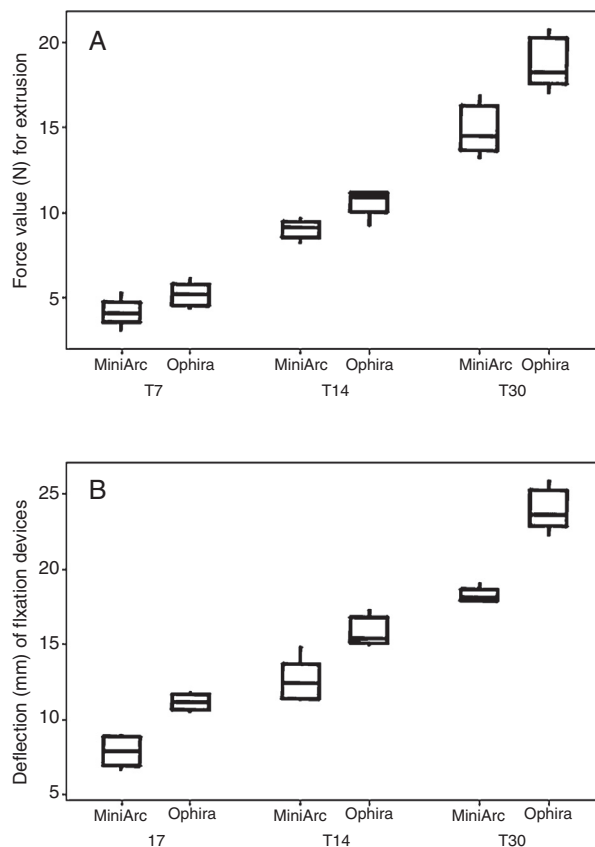 A
Force value (N) for extrusion
20
15
10
5
MiniArc Ophira MiniArc Ophira MiniArc Ophira
T7 T14 T30
B
Deflection (mm) of flxation devices
25
20
15
10
5
MiniArc Ophira MiniArc Ophira MiniArc Ophira
17 T14 T30